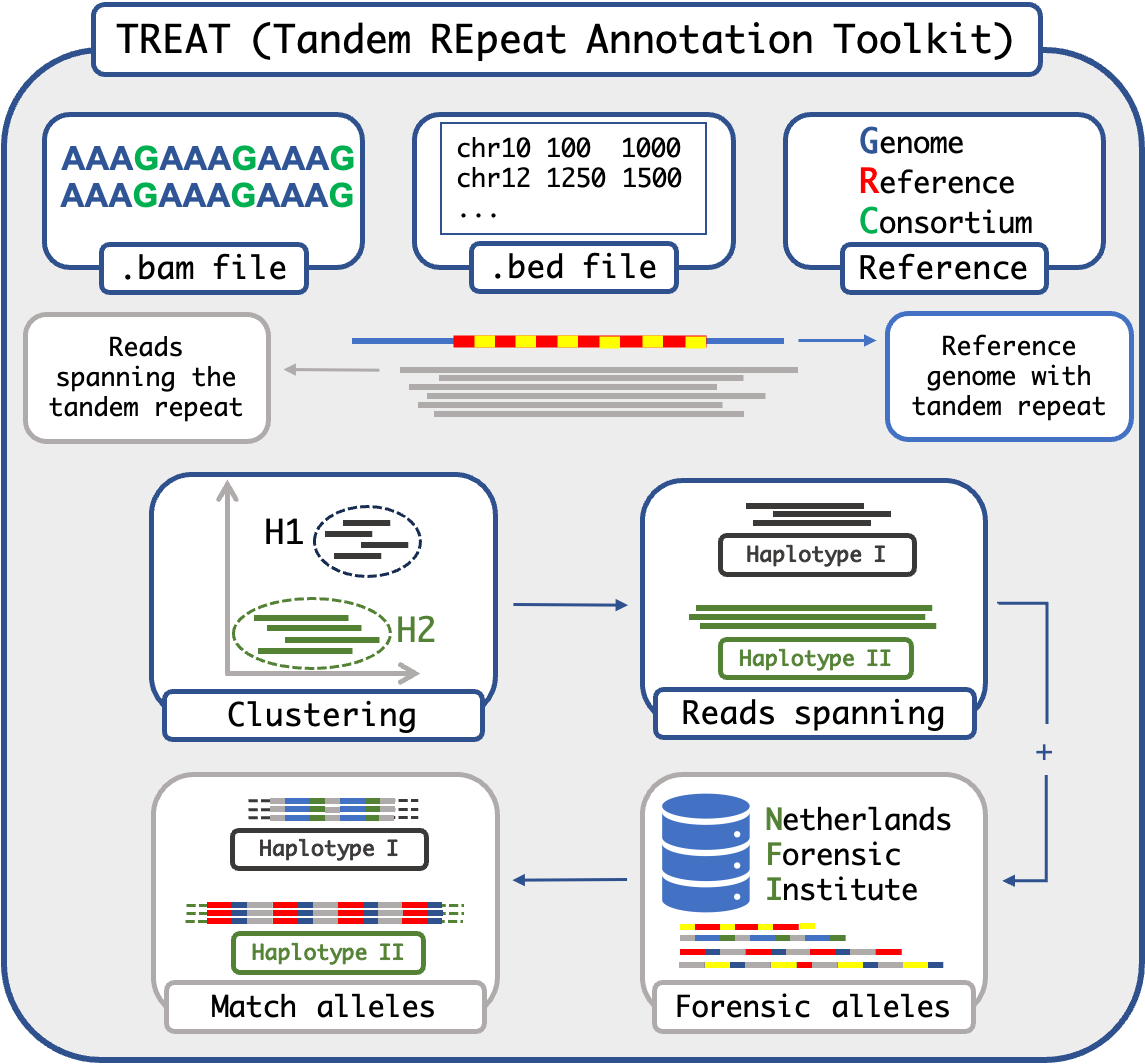 TREAT (Tandem REpeat Annotation Toolkit)
AAAGAAAGAAAG
AAAGAAAGAAAG
.bam file
chr10 100 1000
chr12 1250 1500
...
.bed file
Genome
Reference
Consortium
Reference
Reads
spanning the
tandem repeat
Reference
genome with
tandem repeat
H1
H2
Clustering
Haplotype I
Haplotype II
Reads spanning
+
Haplotype I
Haplotype II
Match alleles
Netherlands
Forensic
Institute
Forensic alleles